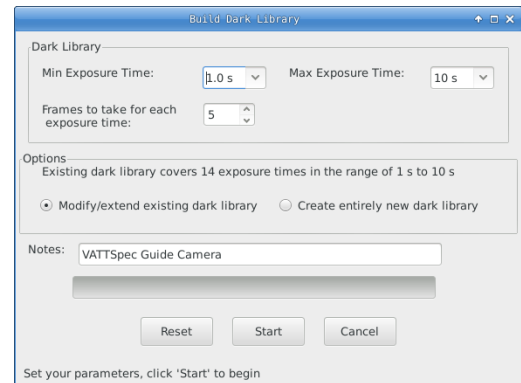 Build Dark Library
Dark Library
Min Exposure Time: 1.0 s Max Exposure Time: 10 s
Frames to take for each
exposure time: 5
Options
Existing dark library covers 14 exposure times in the range of 1 s to 10 s
Modify/extend existing dark library Create entirely new dark library
Notes: VATTSpec Guide Camera
Reset Start Cancel
Set your parameters, click 'Start' to begin